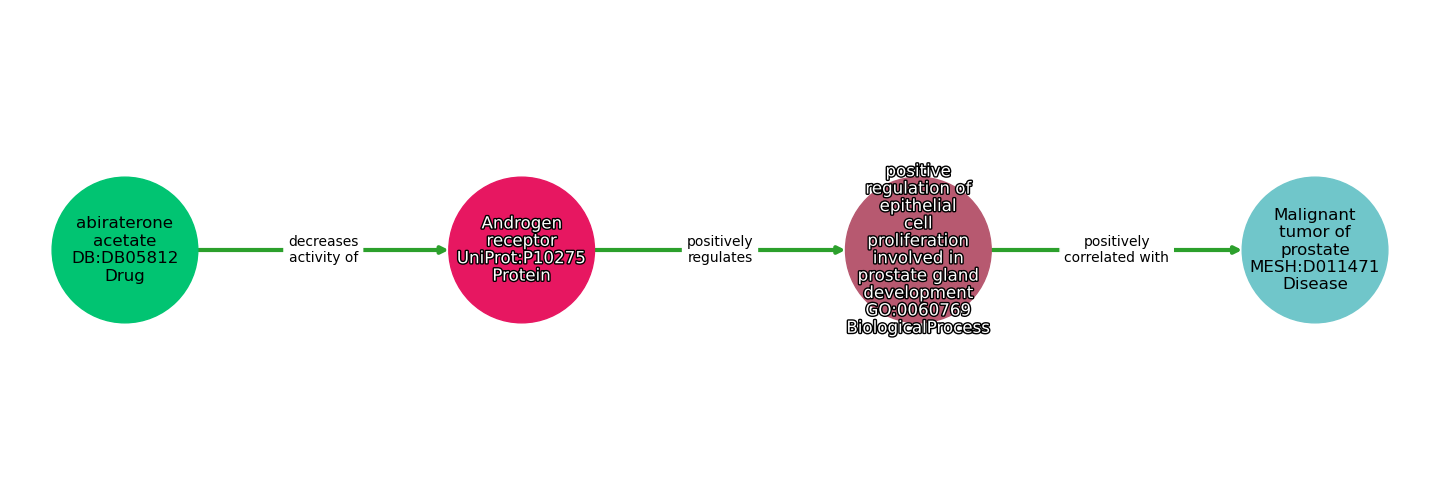 abiraterone
acetate
DB:DB05812
Drug
decreases
activity of
Androgen
receptor
UniProt:P10275
Protein
positively
regulates
positive
regulation of
epithelial
cell
proliferation
involved in
prostate gland
development
GO:0060769
BiologicalProcess
positively
correlated with
Malignant
tumor of
prostate
MESH:D011471
Disease